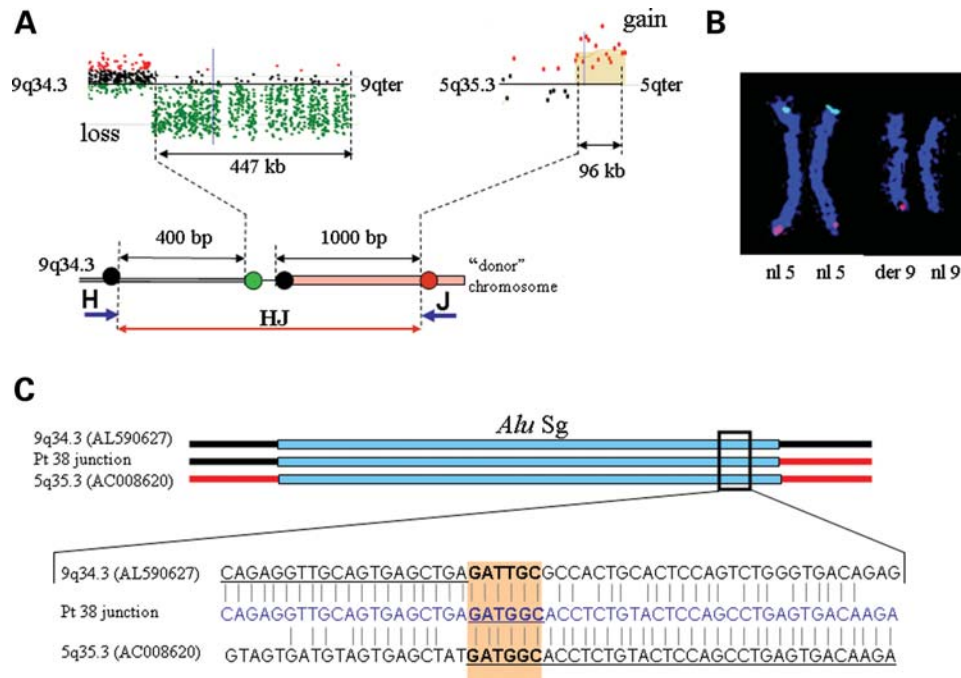 A
gain
B
9q34.3
9qter
5q35.3
5qter
loss
447 kb
96 kb
400 bp
1000 bp
9q34.3
"donor"
chromosome
H
J
HJ
nl 5 nl 5 der 9 nl 9
C
Alu Sg
9q34.3 (AL590627)
Pt 38 junction
5q35.3 (AC008620)
9q34.3 (AL590627) CAGAGGTTGCAGTGAGCTGAGATTGCGCCACTGCACTCCAGTCTGGGTGACAGAG
Pt 38 junction CAGAGGTTGCAGTGAGCTGAGATGGCACCTCTGTACTCCAGCCTGAGTGACAAGA
5q35.3 (AC008620) GTAGTGATGTAGTGAGCTATGATGGCACCTCTGTACTCCAGCCTGAGTGACAAGA